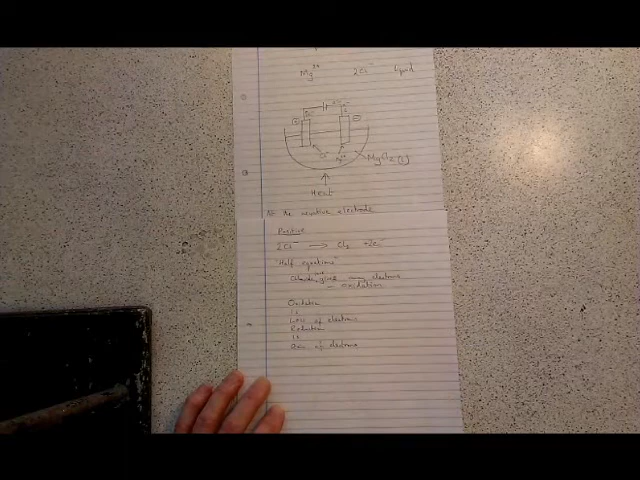 Mg2+ 2Cl- liquid
MgCl2 (l)
Heat
At the negative electrode
Positive
2Cl- → Cl2 + 2e-
"Half equations"
electrons
- oxidation
Oxidation
Is
Loss of electrons
Reduction
Is
Gain of electrons